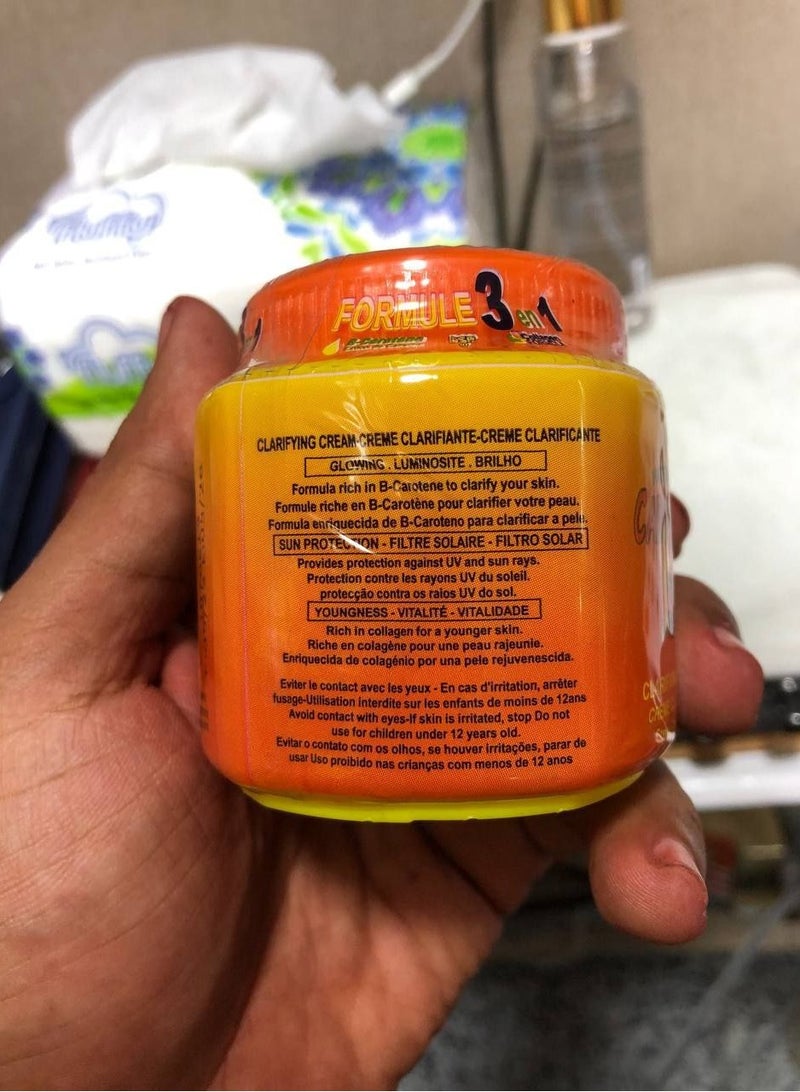 FORMULE 3 en 1
CLARIFYING CREAM-CREME CLARIFIANTE-CREME CLARIFICANTE
GLOWING . LUMINOSITE . BRILHO
Formula rich in B-Carotene to clarify your skin.
Formule riche en B-Carotène pour clarifier votre peau.
Formula enriquecida de B-Caroteno para clarificar a pele.
SUN PROTECTION - FILTRE SOLAIRE - FILTRO SOLAR
Provides protection against UV and sun rays.
Protection contre les rayons UV du soleil.
protecção contra os raios UV do sol.
YOUNGNESS - VITALITÉ - VITALIDADE
Rich in collagen for a younger skin.
Riche en colagène pour une peau rajeunie.
Enriquecida de colagénio por una pele rejuvenescida.
Eviter le contact avec les yeux - En cas d'irritation, arrêter
fusage-Utilisation interdite sur les enfants de moins de 12ans
Avoid contact with eyes-If skin is irritated, stop Do not
use for children under 12 years old.
Evitar o contato com os olhos, se houver irritações, parar de
usar Uso proibido nas crianças com menos de 12 anos